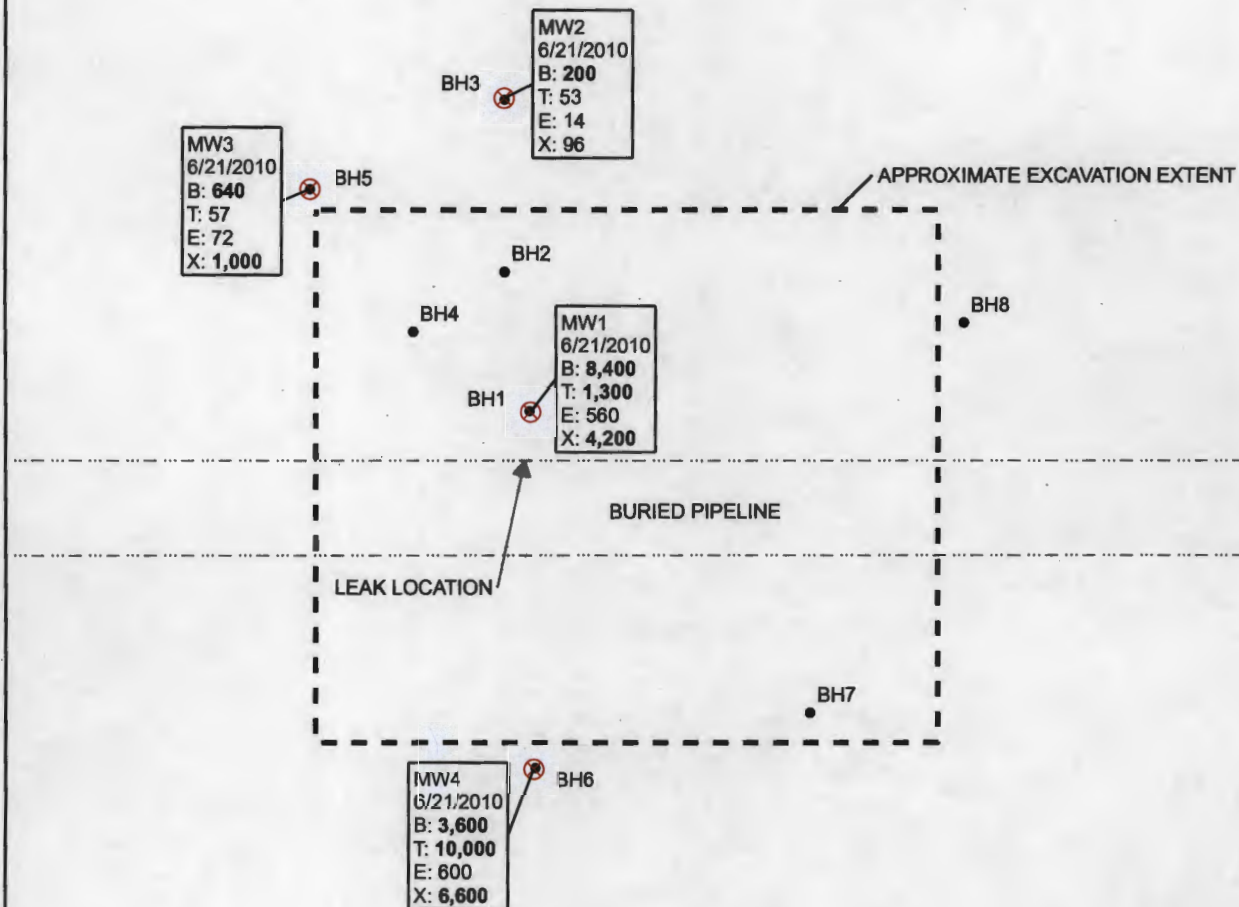 MW2
6/21/2010
B: 200
T: 53
E: 14
X: 96
BH3
MW3
6/21/2010
B: 640
T: 57
E: 72
X: 1,000
BH5
APPROXIMATE EXCAVATION EXTENT
BH2
BH4
BH8
MW1
6/21/2010
B: 8,400
T: 1,300
E: 560
X: 4,200
BH1
BURIED PIPELINE
LEAK LOCATION
BH7
MW4
6/21/2010
B: 3,600
T: 10,000
E: 600
X: 6,600
BH6